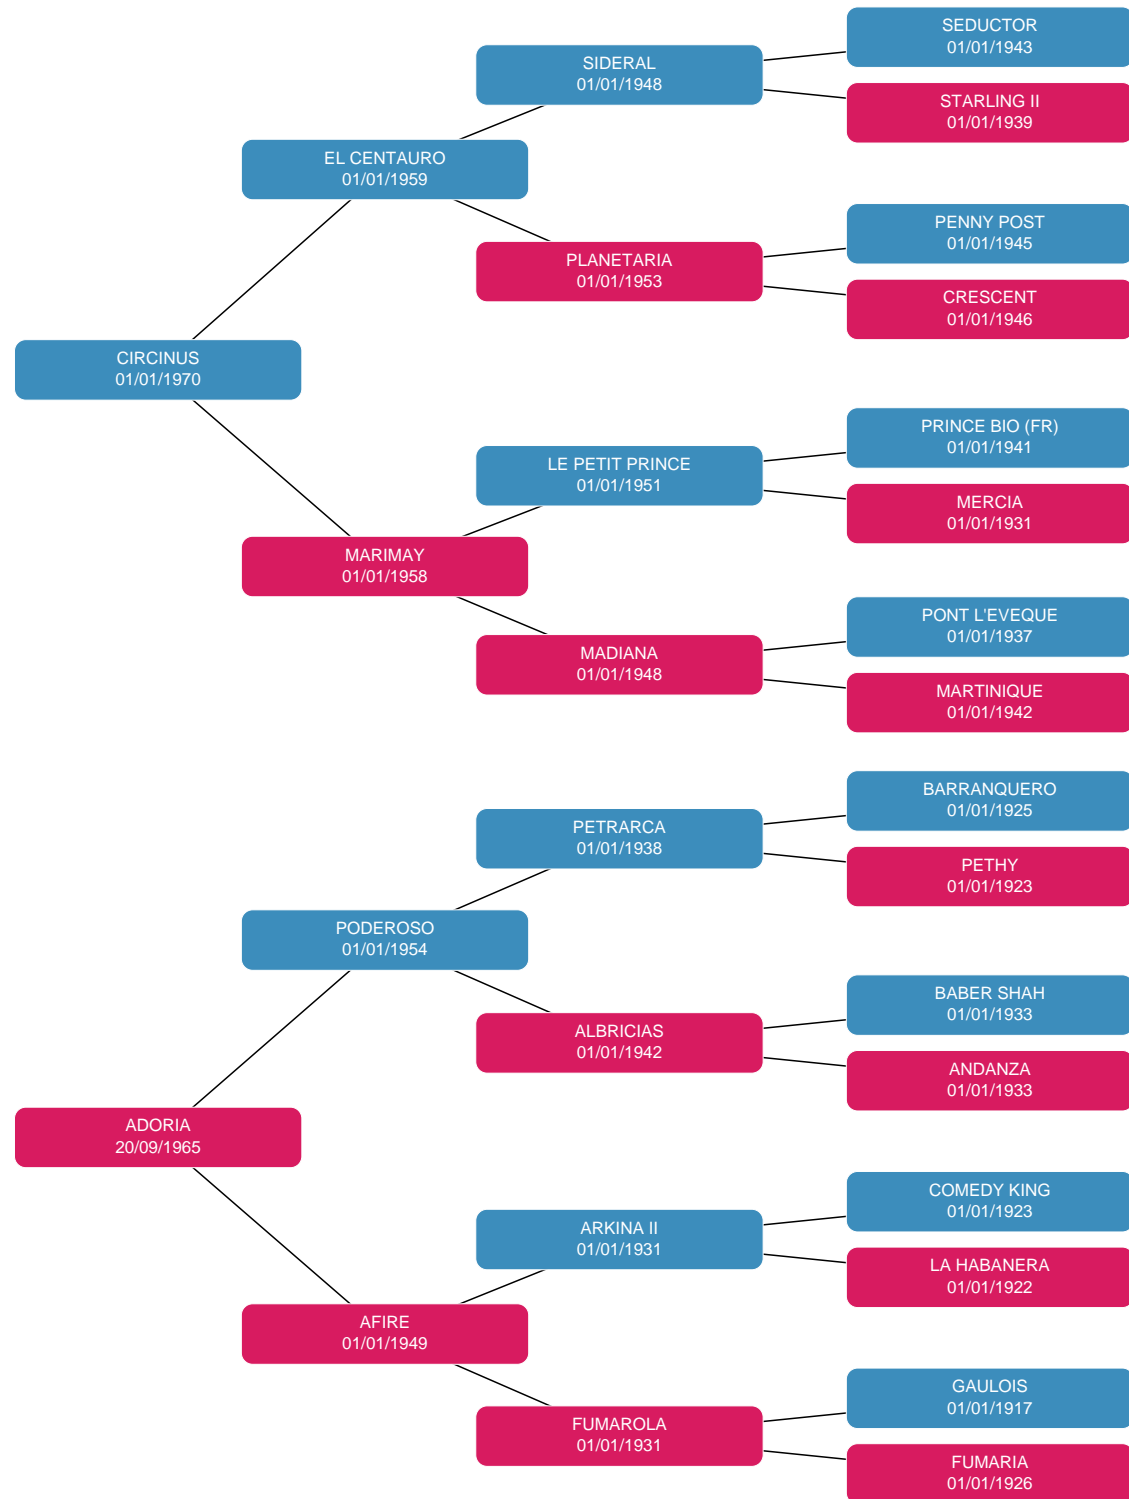 SEDUCTOR
01/01/1943
SIDERAL
01/01/1948
STARLING II
01/01/1939
EL CENTAURO
01/01/1959
PENNY POST
01/01/1945
PLANETARIA
01/01/1953
CRESCENT
01/01/1946
CIRCINUS
01/01/1970
PRINCE BIO (FR)
01/01/1941
LE PETIT PRINCE
01/01/1951
MERCIA
01/01/1931
MARIMAY
01/01/1958
PONT L'EVEQUE
01/01/1937
MADIANA
01/01/1948
MARTINIQUE
01/01/1942
BARRANQUERO
01/01/1925
PETRARCA
01/01/1938
PETHY
01/01/1923
PODEROSO
01/01/1954
BABER SHAH
01/01/1933
ALBRICIAS
01/01/1942
ANDANZA
01/01/1933
ADORIA
20/09/1965
COMEDY KING
01/01/1923
ARKINA II
01/01/1931
LA HABANERA
01/01/1922
AFIRE
01/01/1949
GAULOIS
01/01/1917
FUMAROLA
01/01/1931
FUMARIA
01/01/1926